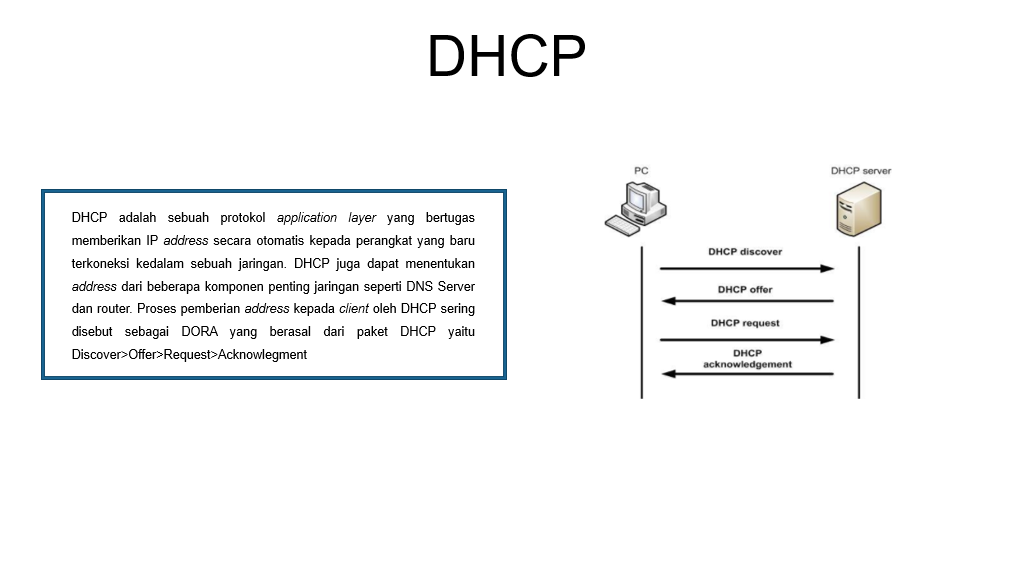 DHCP
DHCP adalah sebuah protokol application layer yang bertugas
memberikan IP address secara otomatis kepada perangkat yang baru
terkoneksi kedalam sebuah jaringan. DHCP juga dapat menentukan
address dari beberapa komponen penting jaringan seperti DNS Server
dan router. Proses pemberian address kepada client oleh DHCP sering
disebut sebagai DORA yang berasal dari paket DHCP yaitu
Discover>Offer>Request>Acknowlegment
PC
DHCP server
DHCP discover
DHCP offer
DHCP request
DHCP
acknowledgement